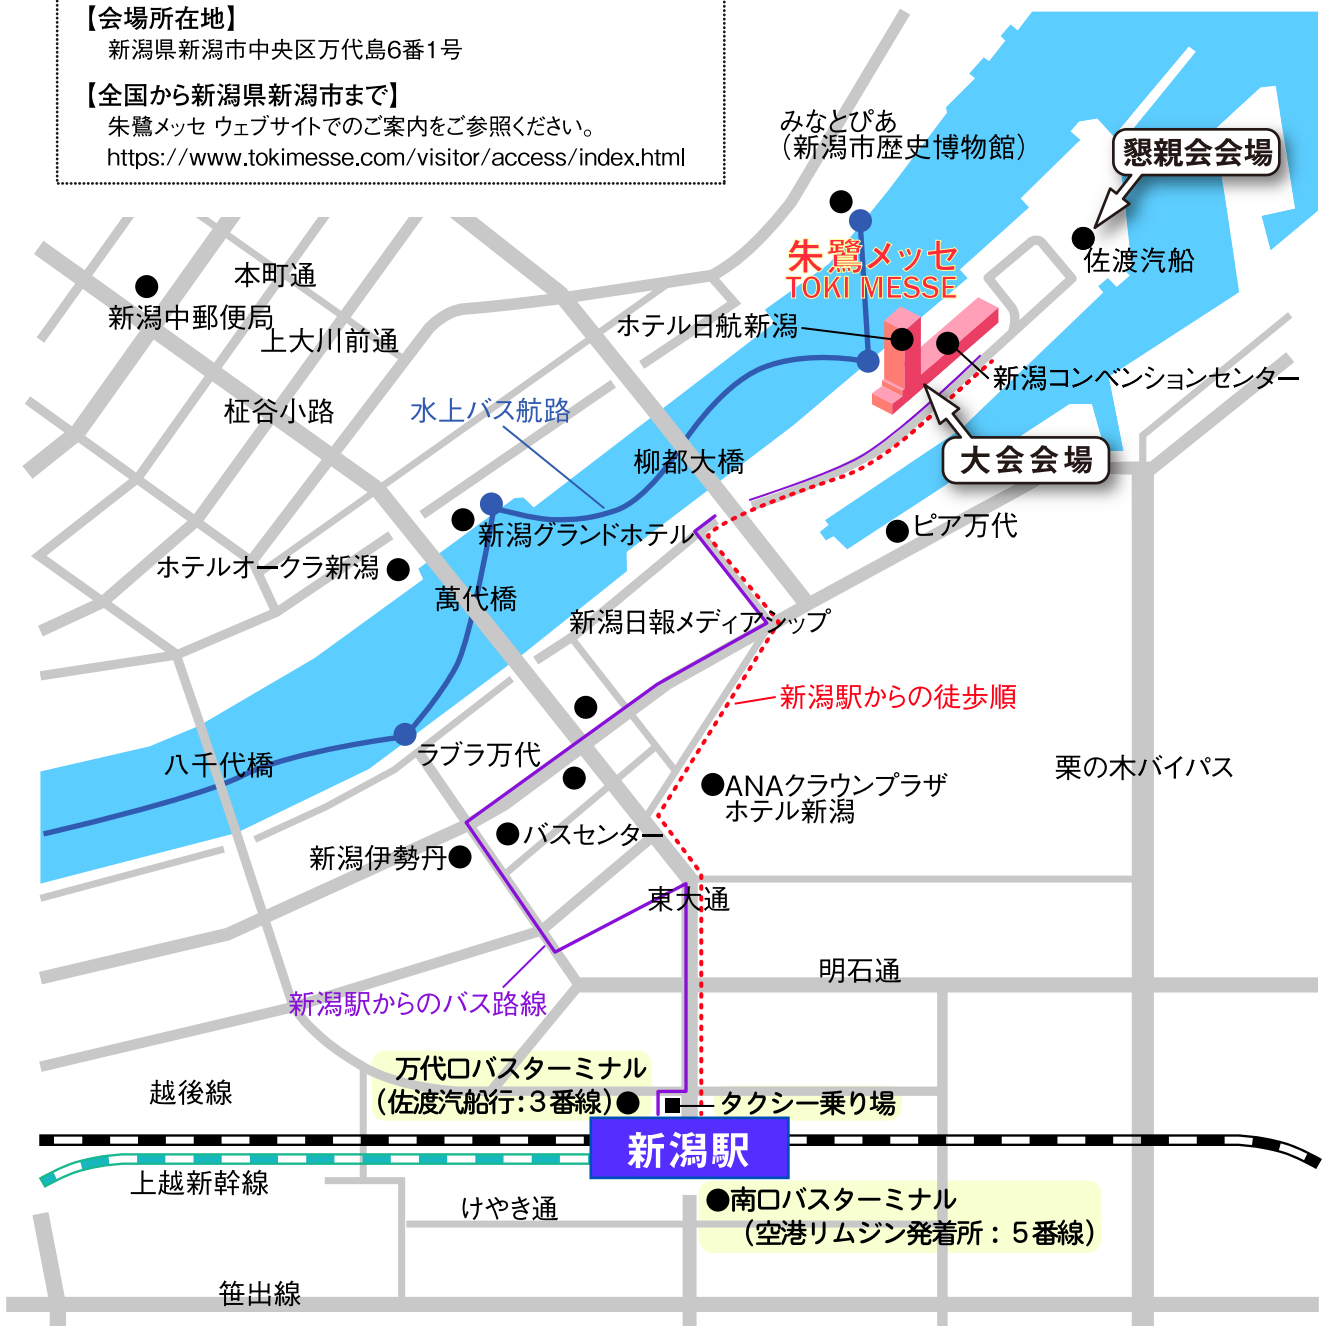 【会場所在地】
新潟県新潟市中央区万代島6番1号
【全国から新潟県新潟市まで】
朱鷺メッセ ウェブサイトでのご案内をご参照ください。
https://www.tokimesse.com/visitor/access/index.html
みなとぴあ
（新潟市歴史博物館）
懇親会会場
佐渡汽船
朱鷺メッセ
TOKI MESSE
本町通
新潟中郵便局
上大川前通
ホテル日航新潟
新潟コンベンションセンター
柾谷小路
水上バス航路
柳都大橋
大会会場
新潟グランドホテル
ピア万代
ホテルオークラ新潟
萬代橋
新潟日報メディアシップ
新潟駅からの徒歩順
八千代橋
ラブラ万代
栗の木バイパス
ANAクラウンプラザ
ホテル新潟
バスセンター
新潟伊勢丹
東大通
明石通
新潟駅からのバス路線
万代口バスターミナル
（佐渡汽船行：３番線）
タクシー乗り場
越後線
新潟駅
上越新幹線
けやき通
南口バスターミナル
（空港リムジン発着所：５番線）
笹出線